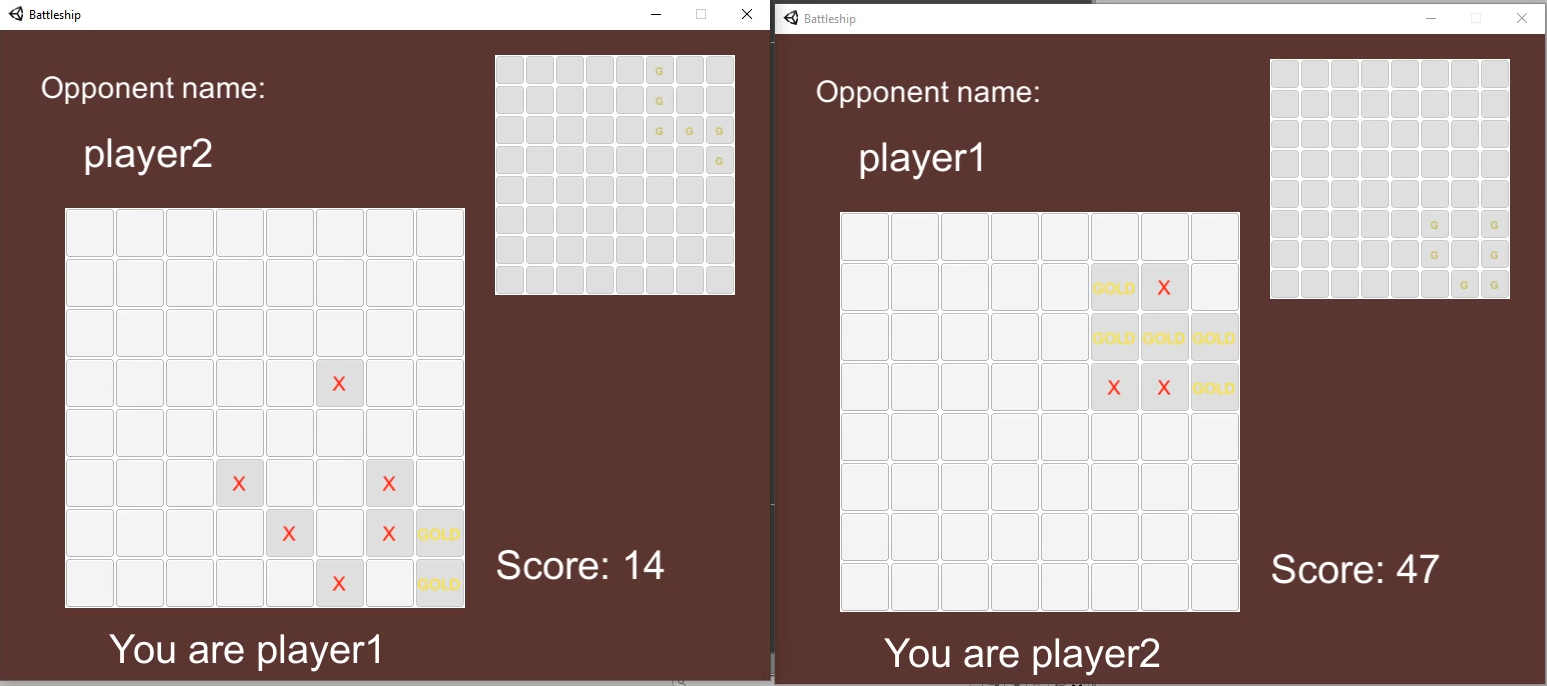 Battleship
Opponent name:
player2
G
G
G G G
G
X
X X
X X GOLD
X GOLD
Score: 14
You are player1
Battleship
Opponent name:
player1
G G
G G
G G
GOLD X
GOLD GOLD GOLD
X X GOLD
Score: 47
You are player2